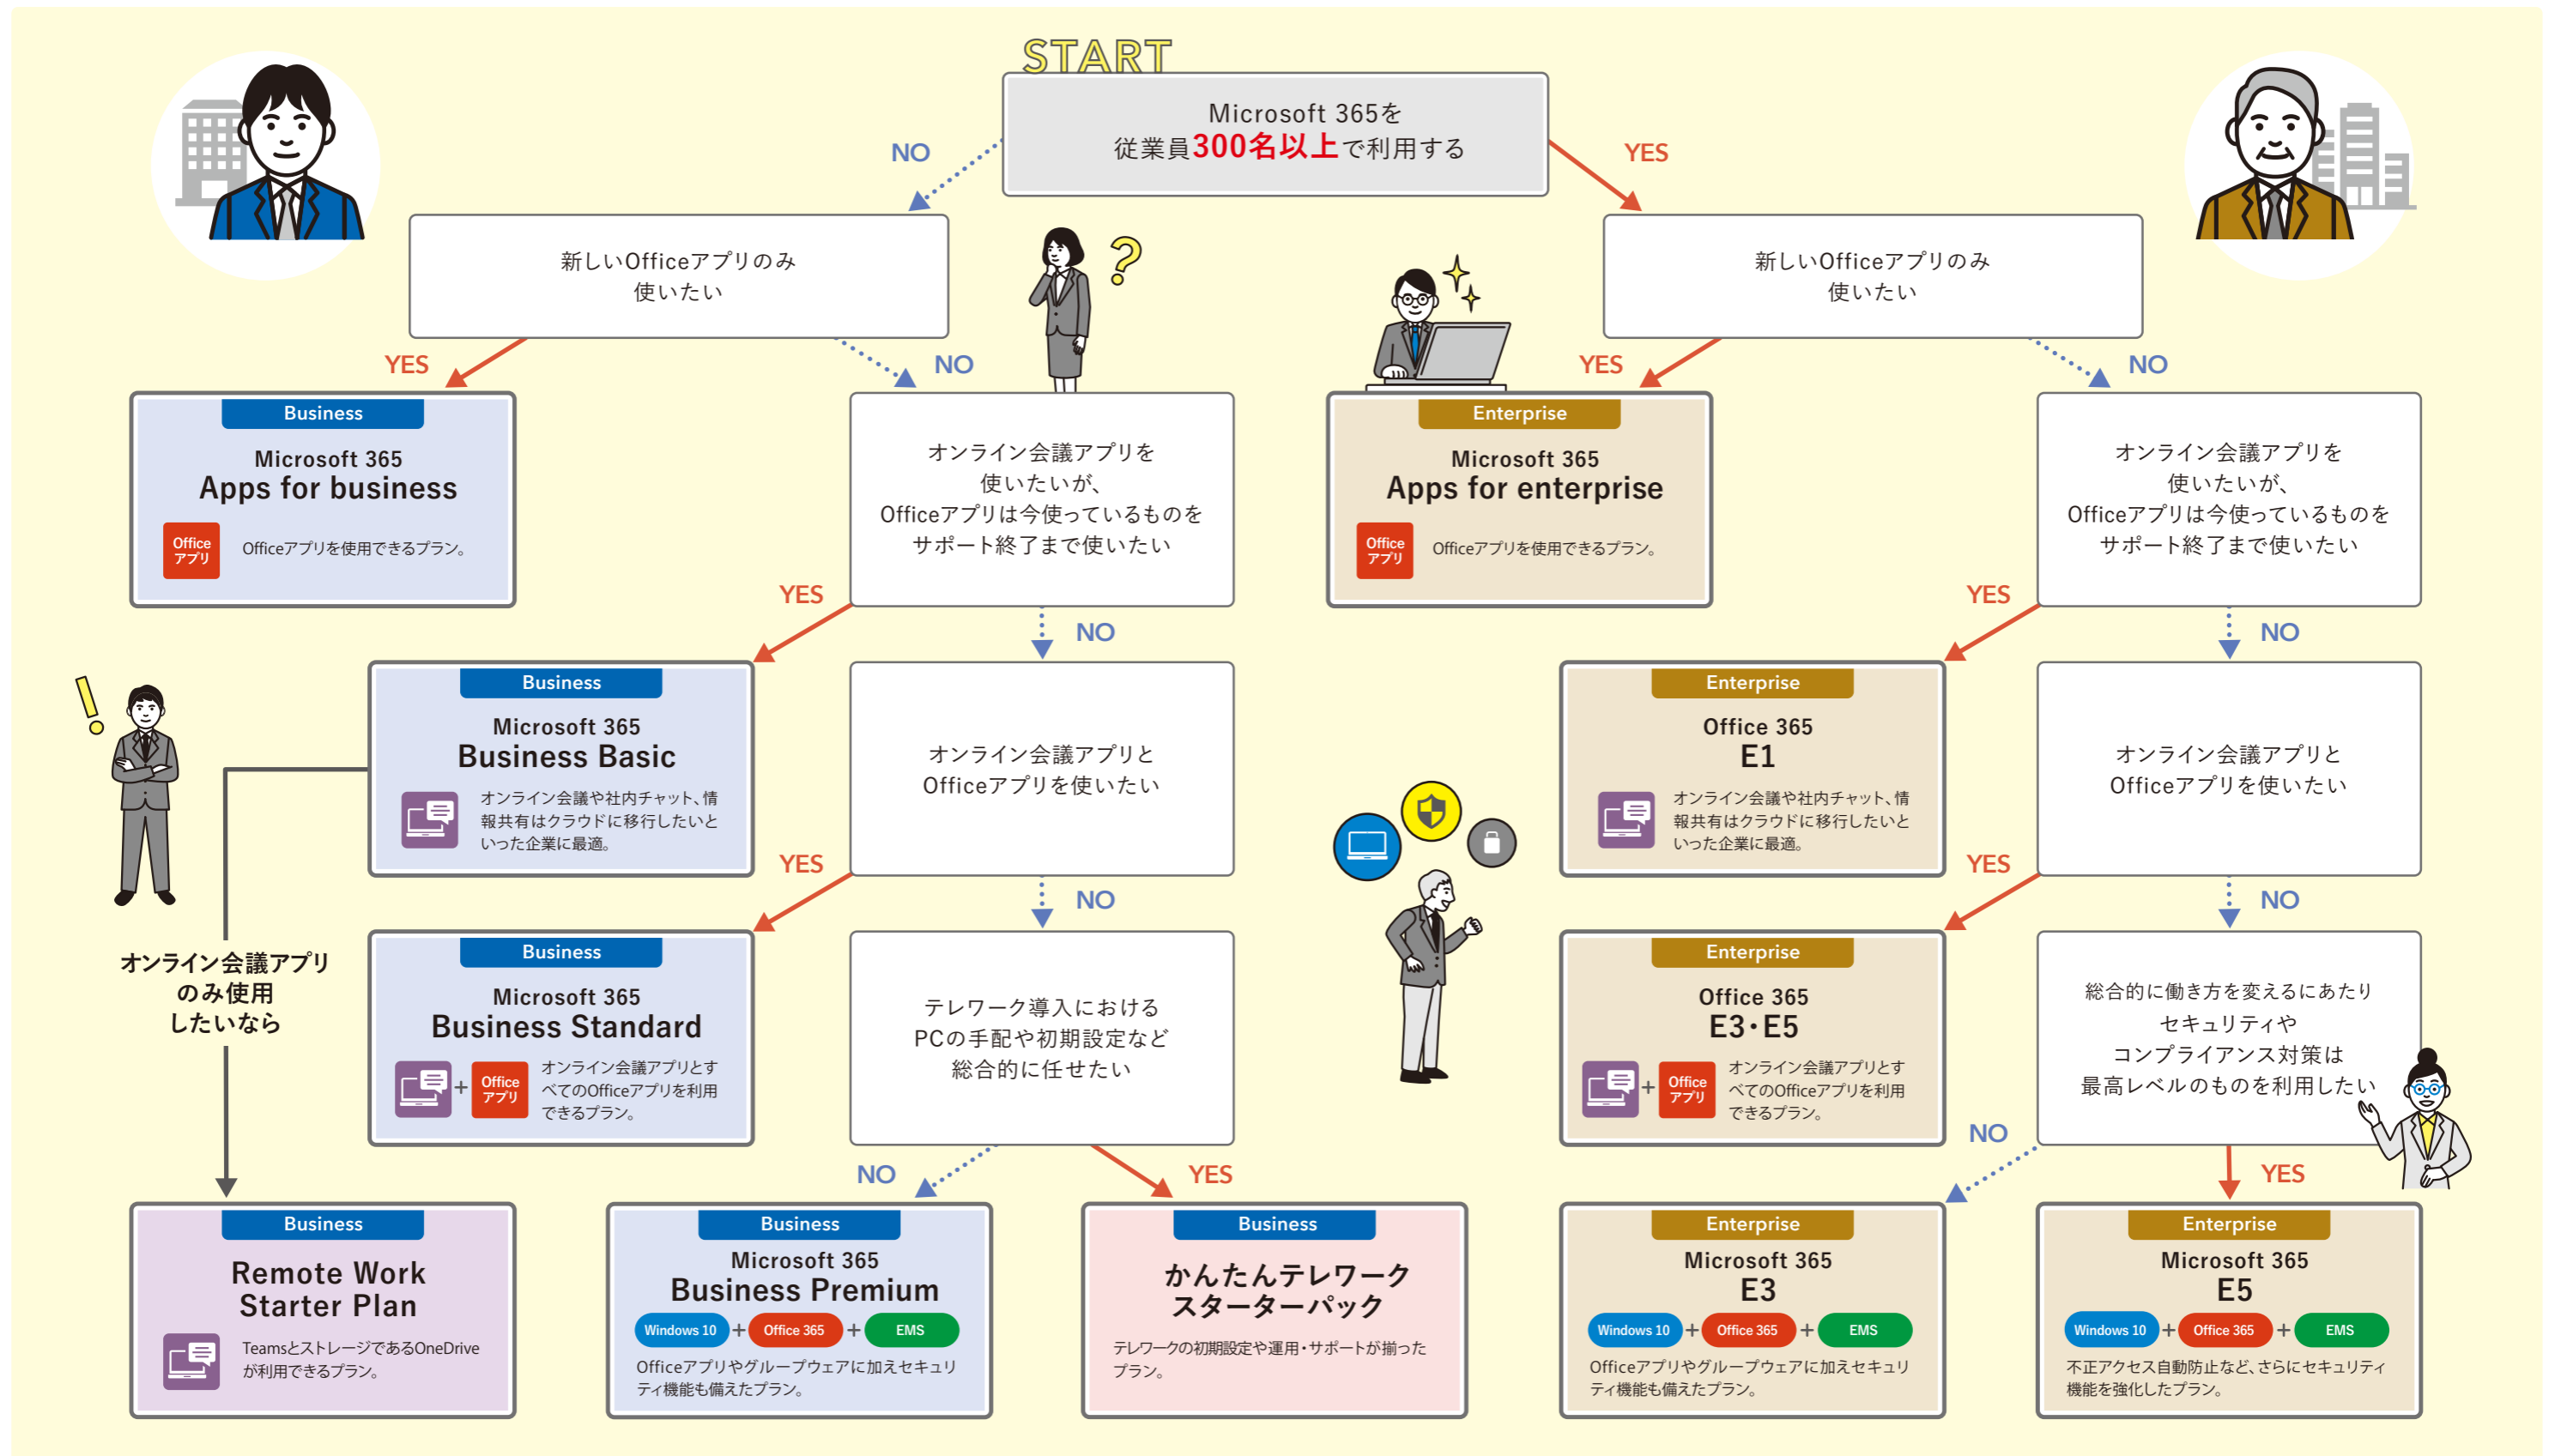 START
Microsoft 365を
従業員300名以上で利用する
NO
YES
新しいOfficeアプリのみ
使いたい
?
新しいOfficeアプリのみ
使いたい
YES
NO
YES
NO
Business
Microsoft 365
Apps for business
Office
アプリ
Officeアプリを使用できるプラン。
オンライン会議アプリを
使いたいが、
Officeアプリは今使っているものを
サポート終了まで使いたい
Enterprise
Microsoft 365
Apps for enterprise
Office
アプリ
Officeアプリを使用できるプラン。
オンライン会議アプリを
使いたいが、
Officeアプリは今使っているものを
サポート終了まで使いたい
YES
NO
YES
NO
!
Business
Microsoft 365
Business Basic
オンライン会議や社内チャット、情
報共有はクラウドに移行したいと
いった企業に最適。
オンライン会議アプリと
Officeアプリを使いたい
Enterprise
Office 365
E1
オンライン会議や社内チャット、情
報共有はクラウドに移行したいと
いった企業に最適。
オンライン会議アプリと
Officeアプリを使いたい
YES
NO
YES
NO
オンライン会議アプリ
のみ使用
したいなら
Business
Microsoft 365
Business Standard
+
Office
アプリ
オンライン会議アプリとす
べてのOfficeアプリを利用
できるプラン。
テレワーク導入における
PCの手配や初期設定など
総合的に任せたい
Enterprise
Office 365
E3・E5
+
Office
アプリ
オンライン会議アプリとす
べてのOfficeアプリを利用
できるプラン。
総合的に働き方を変えるにあたり
セキュリティや
コンプライアンス対策は
最高レベルのものを利用したい
NO
YES
NO
YES
Business
Remote Work
Starter Plan
TeamsとストレージであるOneDrive
が利用できるプラン。
Business
Microsoft 365
Business Premium
Windows 10 + Office 365 + EMS
Officeアプリやグループウェアに加えセキュリ
ティ機能も備えたプラン。
Business
かんたんテレワーク
スターターパック
テレワークの初期設定や運用・サポートが揃った
プラン。
Enterprise
Microsoft 365
E3
Windows 10 + Office 365 + EMS
Officeアプリやグループウェアに加えセキュリ
ティ機能も備えたプラン。
Enterprise
Microsoft 365
E5
Windows 10 + Office 365 + EMS
不正アクセス自動防止など、さらにセキュリティ
機能を強化したプラン。